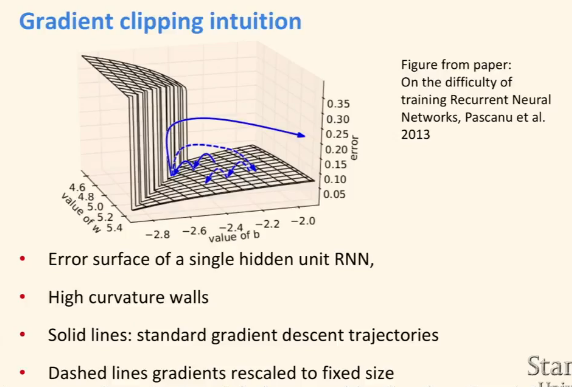 Gradient clipping intuition
Figure from paper:
On the difficulty of
training Recurrent Neural
Networks, Pascanu et al.
2013
0.35
0.30
0.25
0.20
0.15
0.10
0.05
error
4.6
4.8
5.0
5.2
5.4
value of w
−2.8 −2.6 −2.4 −2.2 −2.0
value of b
• Error surface of a single hidden unit RNN,
• High curvature walls
• Solid lines: standard gradient descent trajectories
• Dashed lines gradients rescaled to fixed size